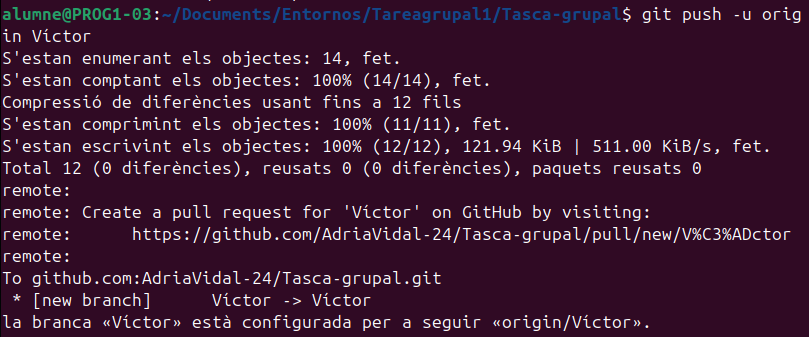 alumne@PROG1-03:~/Documents/Entornos/Tareagrupal1/Tasca-grupal$ git push -u orig
in Víctor
S'estan enumerant els objectes: 14, fet.
S'estan comptant els objectes: 100% (14/14), fet.
Compressió de diferències usant fins a 12 fils
S'estan comprimint els objectes: 100% (11/11), fet.
S'estan escrivint els objectes: 100% (12/12), 121.94 KiB | 511.00 KiB/s, fet.
Total 12 (0 diferències), reusats 0 (0 diferències), paquets reusats 0
remote:
remote: Create a pull request for 'Víctor' on GitHub by visiting:
remote:      https://github.com/AdriaVidal-24/Tasca-grupal/pull/new/V%C3%ADctor
remote:
To github.com:AdriaVidal-24/Tasca-grupal.git
 * [new branch]      Víctor -> Víctor
la branca «Víctor» està configurada per a seguir «origin/Víctor».